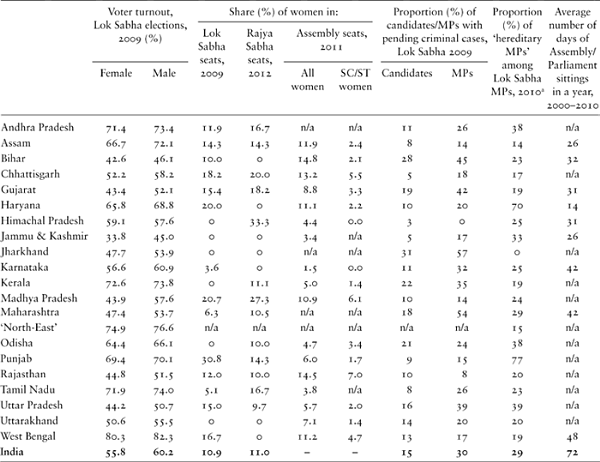 Voter turnout, Lok Sabha elections, 2009 (%) Share (%) of women in: Proportion (%) of candidates/MPs with pending criminal cases, Lok Sabha 2009 Proportion (%) of ‘hereditary MPs’ among Lok Sabha MPs, 2010ᵃ Average number of days of Assembly/ Parliament sittings in a year, 2000–2010
Lok Sabha seats, 2009 Rajya Sabha seats, 2012 Assembly seats, 2011
Female Male All women SC/ST women Candidates MPs
Andhra Pradesh 71.4 73.4 11.9 16.7 n/a n/a 11 26 38 n/a
Assam 66.7 72.1 14.3 14.3 11.9 2.4 8 14 14 26
Bihar 42.6 46.1 10.0 0 14.8 2.1 28 45 23 32
Chhattisgarh 52.2 58.2 18.2 20.0 13.2 5.5 5 18 17 n/a
Gujarat 43.4 52.1 15.4 18.2 8.8 3.3 19 42 19 31
Haryana 65.8 68.8 20.0 0 11.1 2.2 10 20 70 14
Himachal Pradesh 59.1 57.6 0 33.3 4.4 0.0 3 0 25 31
Jammu & Kashmir 33.8 45.0 0 0 3.4 n/a 5 17 33 26
Jharkhand 47.7 53.9 0 0 n/a n/a 31 57 0 n/a
Karnataka 56.6 60.9 3.6 0 1.5 0.0 11 32 25 42
Kerala 72.6 73.8 0 11.1 5.0 1.4 22 35 19 n/a
Madhya Pradesh 43.9 57.6 20.7 27.3 10.9 6.1 10 14 24 n/a
Maharashtra 47.4 53.7 6.3 10.5 n/a n/a 18 54 29 42
‘North-East’ 74.9 76.6 n/a n/a n/a n/a n/a n/a 15 n/a
Odisha 64.4 66.1 0 10.0 4.7 3.4 21 24 38 n/a
Punjab 69.4 70.1 30.8 14.3 6.0 1.7 9 15 77 n/a
Rajasthan 44.8 51.5 12.0 10.0 14.5 7.0 10 8 20 n/a
Tamil Nadu 71.9 74.0 5.1 16.7 3.8 n/a 8 26 23 n/a
Uttar Pradesh 44.2 50.7 15.0 9.7 5.7 2.0 16 39 39 n/a
Uttarakhand 50.6 55.5 0 0 7.1 1.4 14 20 20 n/a
West Bengal 80.3 82.3 16.7 0 11.2 4.7 13 17 19 48
India 55.8 60.2 10.9 11.0 – – 15 30 29 72